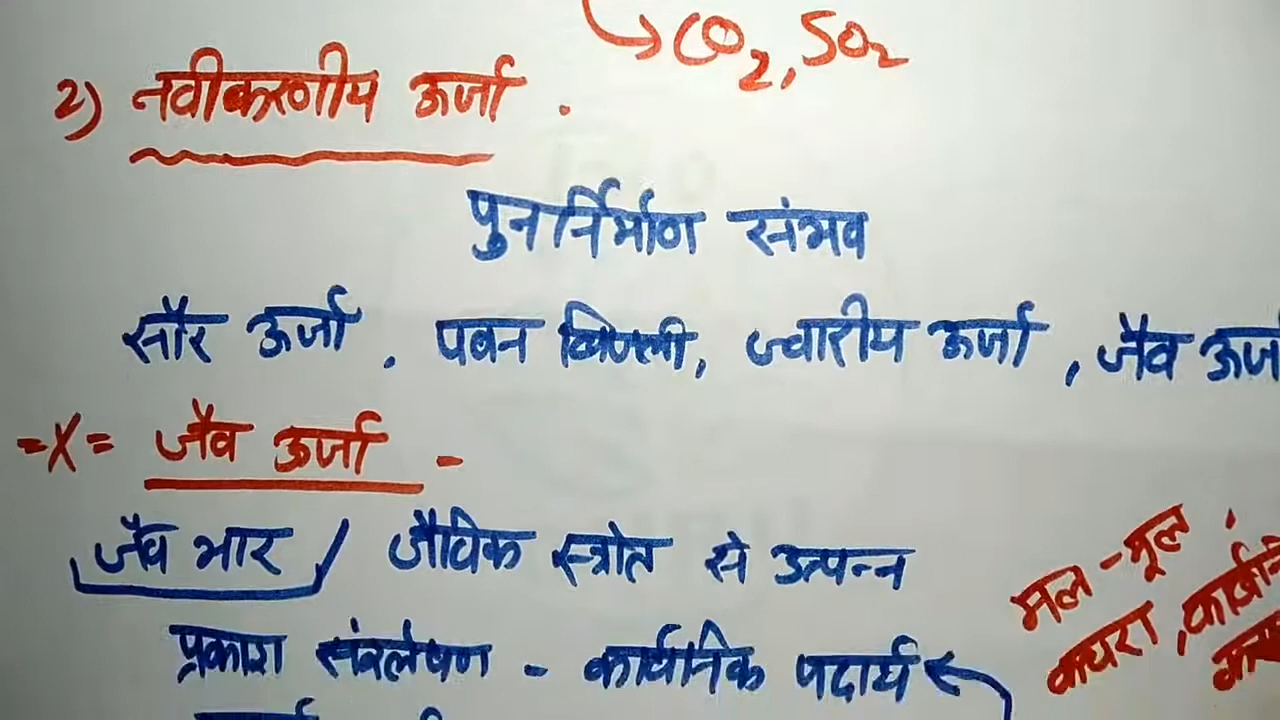 CO2, SO2
2) नवीकरणीय ऊर्जा .
पुनर्निर्माण संभव
सौर ऊर्जा , पवन बिजली, ज्वारीय ऊर्जा , जैव ऊर्जा
=X= जैव ऊर्जा -
जैव भार / जैविक स्त्रोत से उत्पन्न
प्रकाश संश्लेषण - कार्बनिक पदार्थ
मल-मूत्र
कचरा ,